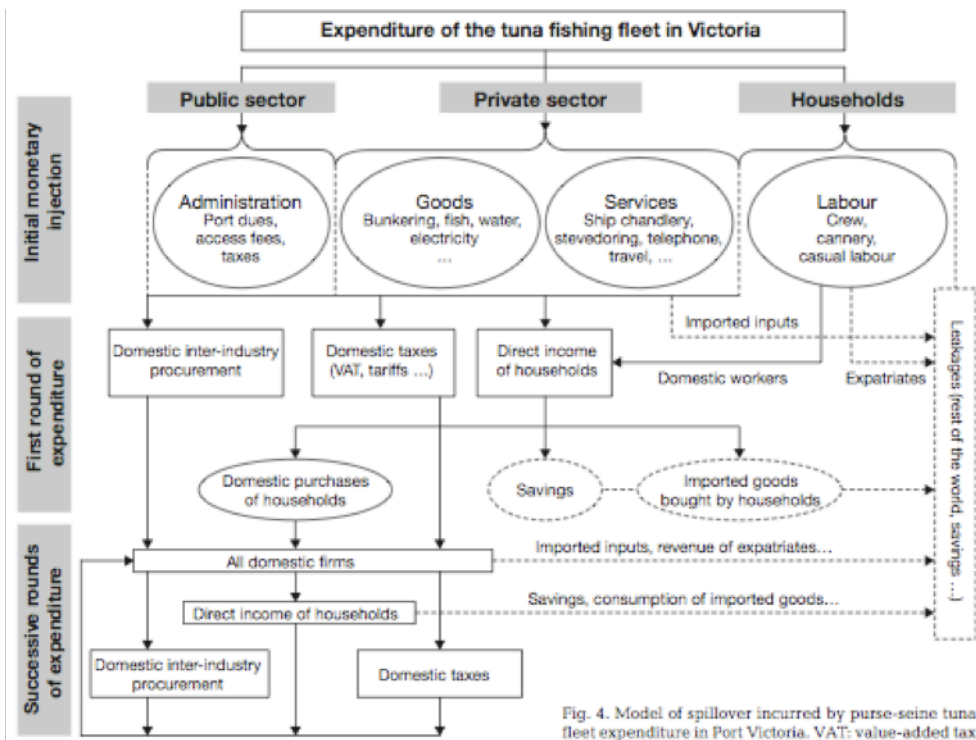 Expenditure of the tuna fishing fleet in Victoria
Public sector
Private sector
Households
Initial monetary
injection
Administration
Port dues,
access fees,
taxes
Goods
Bunkering, fish, water,
electricity
...
Services
Ship chandlery,
stevedoring, telephone,
travel, ...
Labour
Crew,
cannery,
casual labour
First round of
expenditure
Domestic inter-industry
procurement
Domestic taxes
(VAT, tariffs ...)
Direct income
of households
Imported inputs
Domestic workers
Expatriates
Leakages (rest of the world, savings ...)
Domestic purchases
of households
Savings
Imported goods
bought by households
Successive rounds
of expenditure
All domestic firms
Imported inputs, revenue of expatriates...
Direct income of households
Savings, consumption of imported goods...
Domestic inter-industry
procurement
Domestic taxes
Fig. 4. Model of spillover incurred by purse-seine tuna
fleet expenditure in Port Victoria. VAT: value-added tax